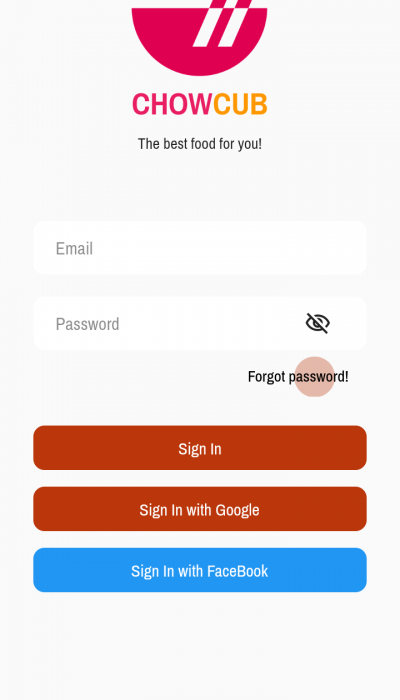 CHOWCUB
The best food for you!
Email
Password
Forgot password!
Sign In
Sign In with Google
Sign In with FaceBook